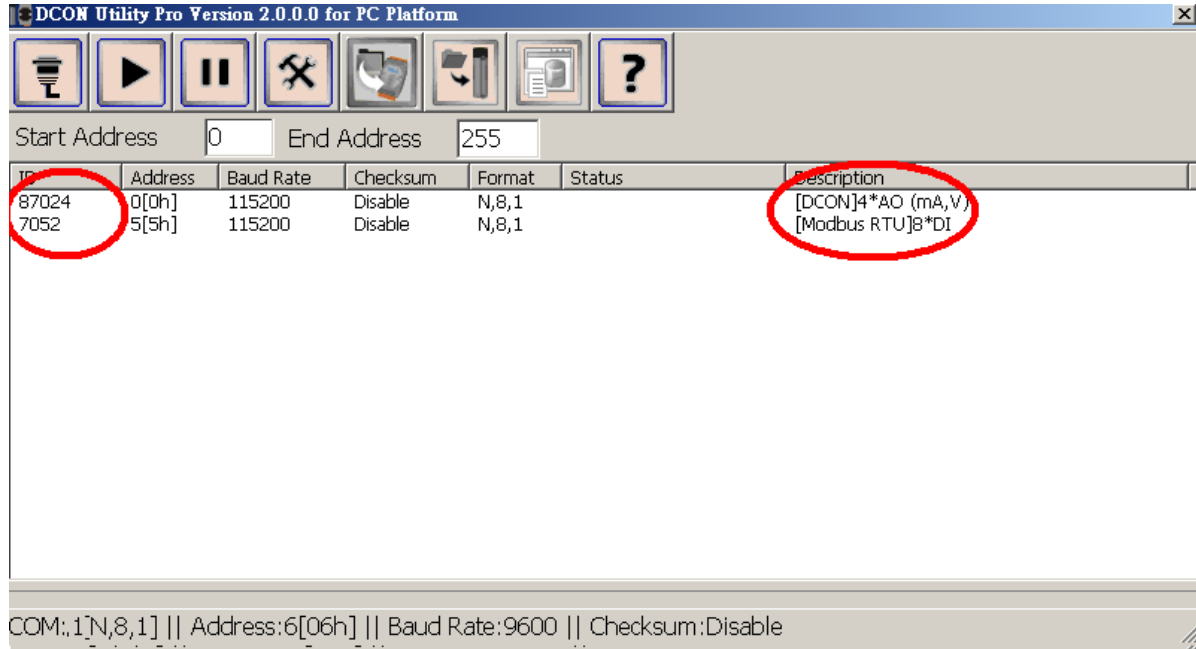 DCON Utility Pro Version 2.0.0.0 for PC Platform
Start Address 0 End Address 255
ID Address Baud Rate Checksum Format Status Description
87024 0[0h] 115200 Disable N,8,1 [DCON]4*AO (mA,V)
7052 5[5h] 115200 Disable N,8,1 [Modbus RTU]8*DI
COM:,1]N,8,1] || Address:6[06h] || Baud Rate:9600 || Checksum:Disable